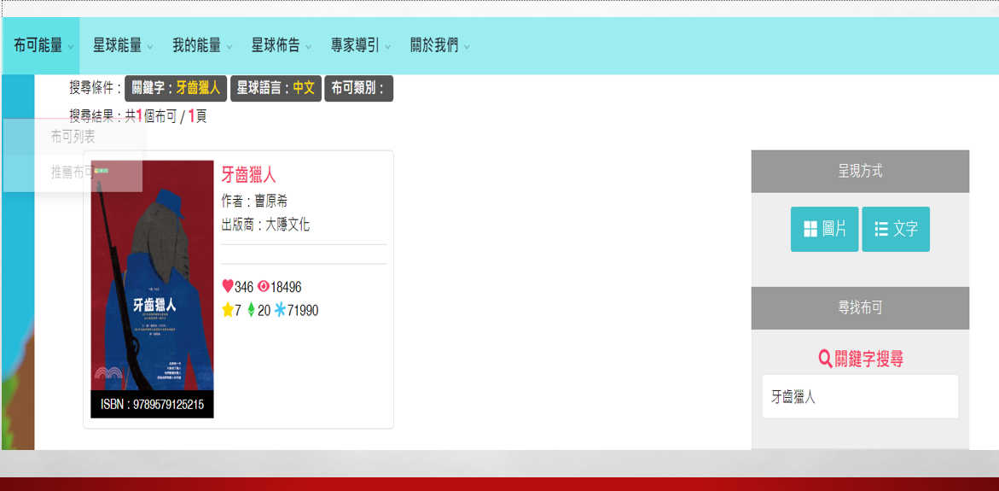 布可能量 星球能量 我的能量 星球佈告 專家導引 關於我們
搜尋條件：關鍵字：牙齒獵人 星球語言：中文 布可類別：
搜尋結果：共1個布可 / 1頁
布可列表
推薦布可
牙齒獵人
作者：曺原希
出版商：大隱文化
346 18496
7 20 71990
牙齒獵人
ISBN：9789579125215
呈現方式
圖片 文字
尋找布可
關鍵字搜尋
牙齒獵人